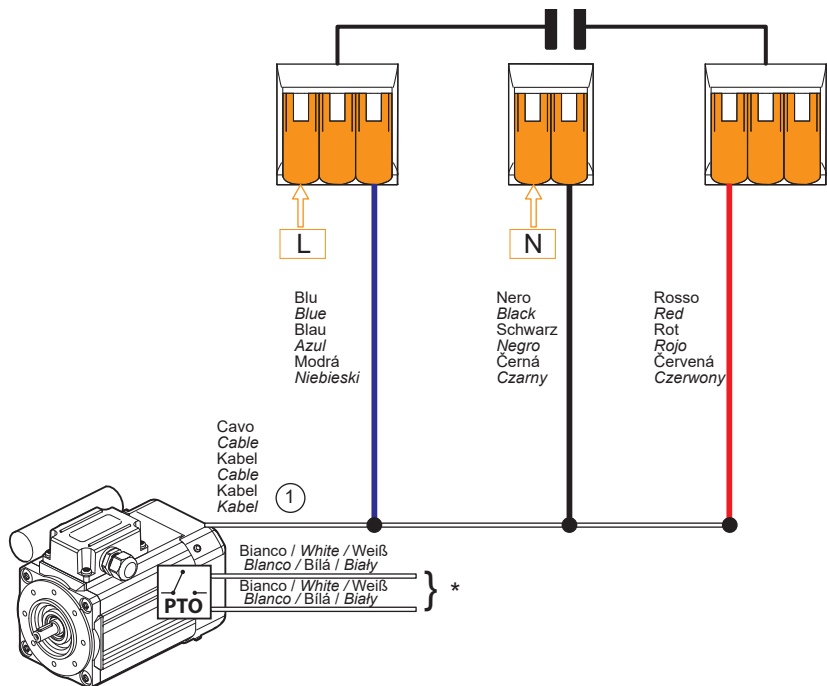 L
N
Blu
Blue
Blau
Azul
Modrá
Niebieski
Nero
Black
Schwarz
Negro
Černá
Czarny
Rosso
Red
Rot
Rojo
Červená
Czerwony
Cavo
Cable
Kabel
Cable
Kabel
Kabel
1
Bianco / White / Weiß
Blanco / Bílá / Biały
Bianco / White / Weiß
Blanco / Bílá / Biały
} *
PTO